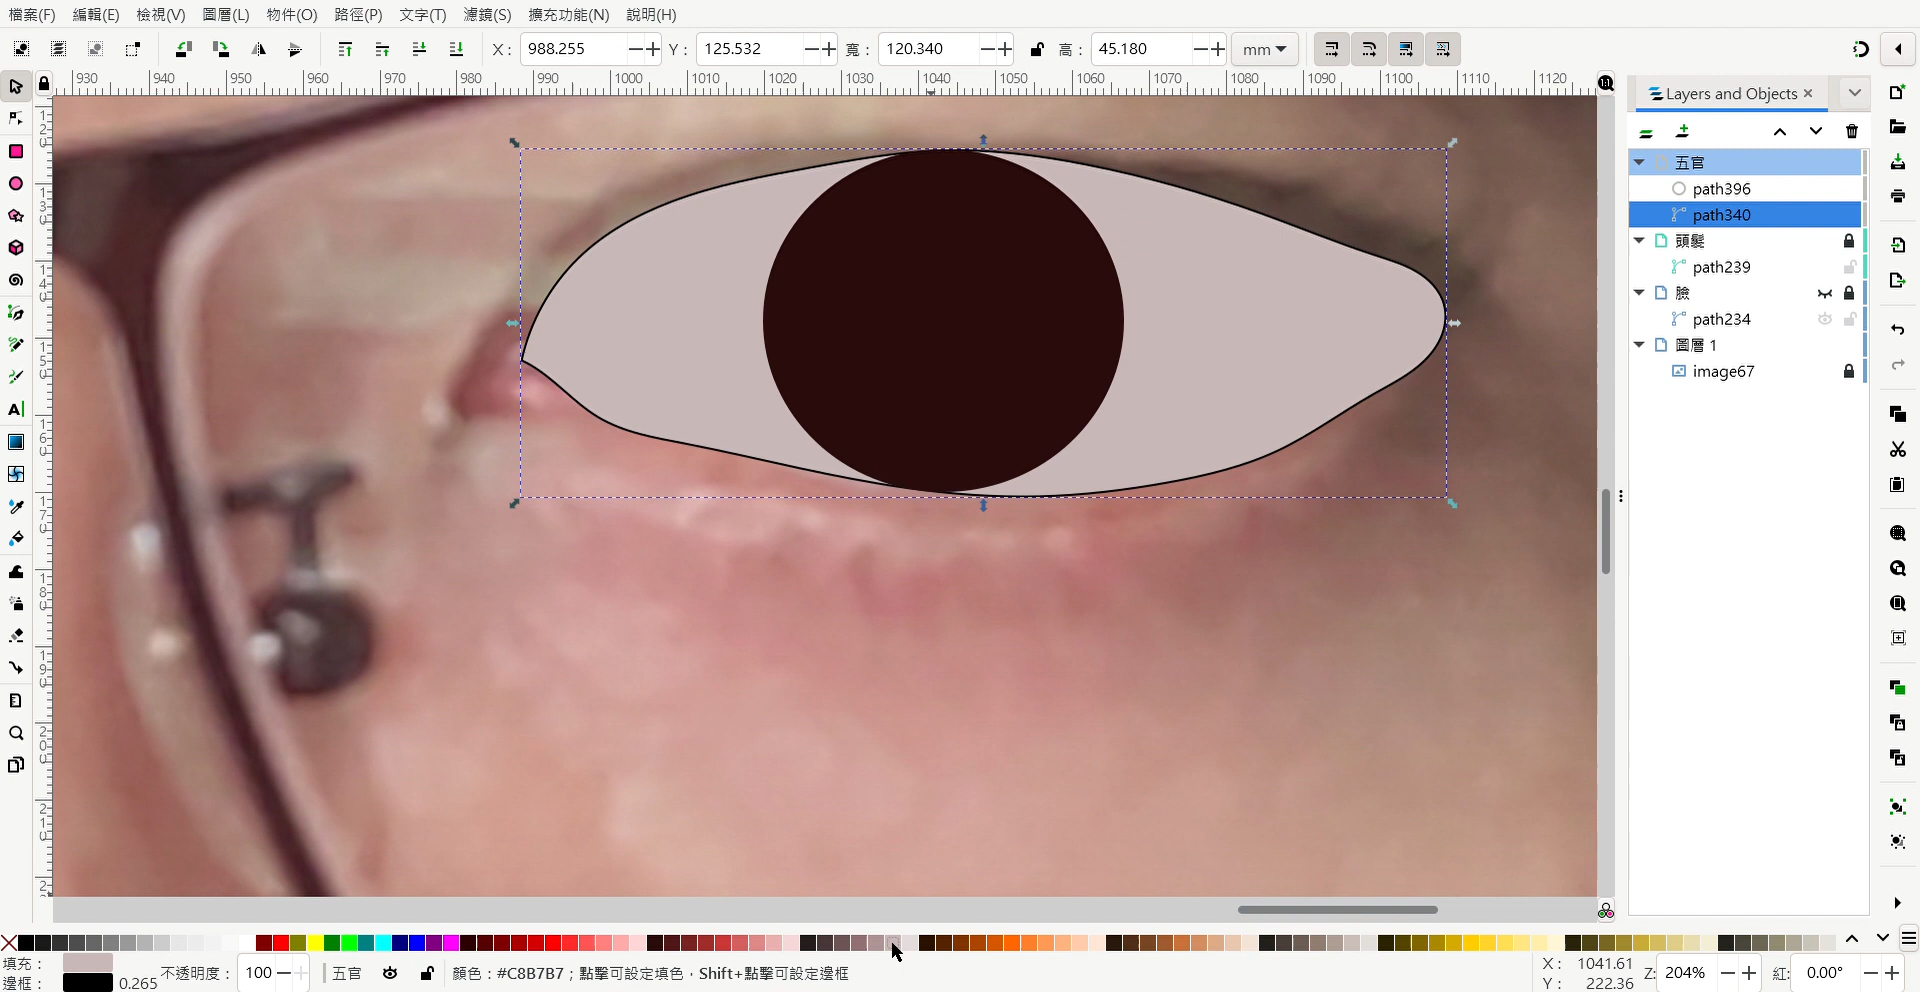 檔案(F) 編輯(E) 檢視(V) 圖層(L) 物件(O) 路徑(P) 文字(T) 濾鏡(S) 擴充功能(N) 說明(H)
X： 988.255 Y： 125.532 寬： 120.340 高： 45.180 mm
930 940 950 960 970 980 990 1000 1010 1020 1030 1040 1050 1060 1070 1080 1090 1100 1110 1120
Layers and Objects
五官
path396
path340
頭髮
path239
臉
path234
圖層 1
image67
填充： 不透明度： 100 五官 顏色：#C8B7B7；點擊可設定填色，Shift+點擊可設定邊框 X： 1041.61 Z: 204% 紅: 0.00°
邊框： 0.265 Y： 222.36